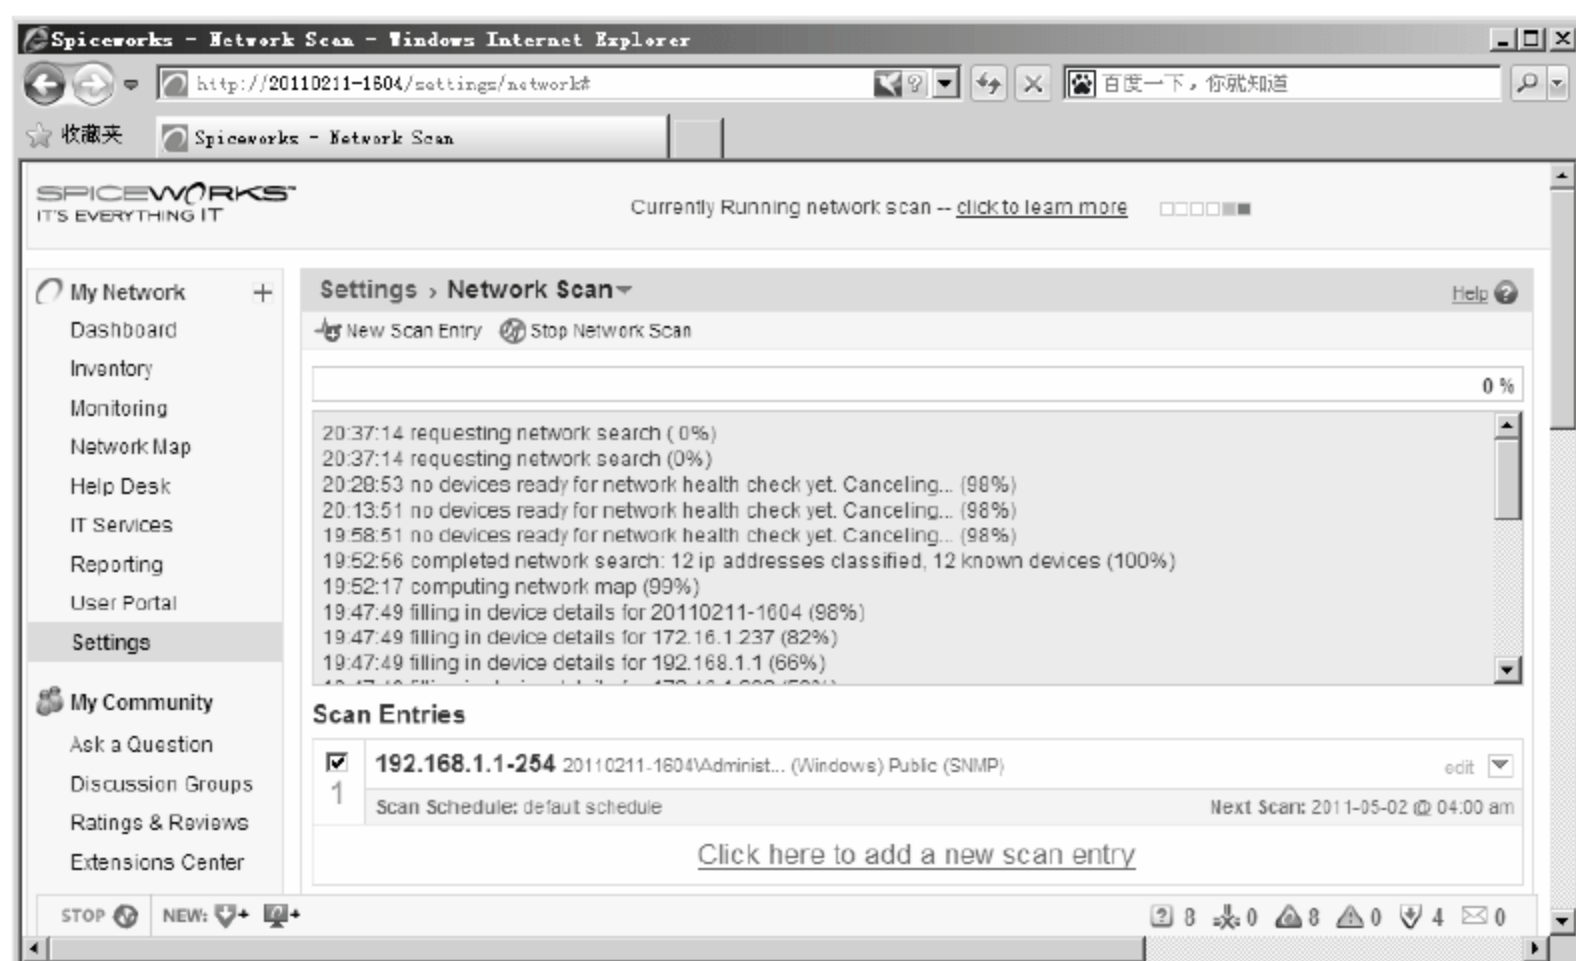 Spiceworks - Network Scan - Windows Internet Explorer
http://20110211-1604/settings/network#
百度一下，你就知道
收藏夹
Spiceworks - Network Scan
SPICEWORKS™
IT'S EVERYTHING IT
Currently Running network scan -- click to learn more
My Network
Dashboard
Inventory
Monitoring
Network Map
Help Desk
IT Services
Reporting
User Portal
Settings
My Community
Ask a Question
Discussion Groups
Ratings & Reviews
Extensions Center
Settings › Network Scan
Help
New Scan Entry Stop Network Scan
0 %
20:37:14 requesting network search ( 0%)
20:37:14 requesting network search (0%)
20:28:53 no devices ready for network health check yet. Canceling... (98%)
20:13:51 no devices ready for network health check yet. Canceling... (98%)
19:58:51 no devices ready for network health check yet. Canceling... (98%)
19:52:56 completed network search: 12 ip addresses classified, 12 known devices (100%)
19:52:17 computing network map (99%)
19:47:49 filling in device details for 20110211-1604 (98%)
19:47:49 filling in device details for 172.16.1.237 (82%)
19:47:49 filling in device details for 192.168.1.1 (66%)
Scan Entries
1
192.168.1.1-254 20110211-1604\Administ... (Windows) Public (SNMP)
edit
Scan Schedule: default schedule
Next Scan: 2011-05-02 @ 04:00 am
Click here to add a new scan entry
STOP NEW: + +
8 0 8 0 4 0